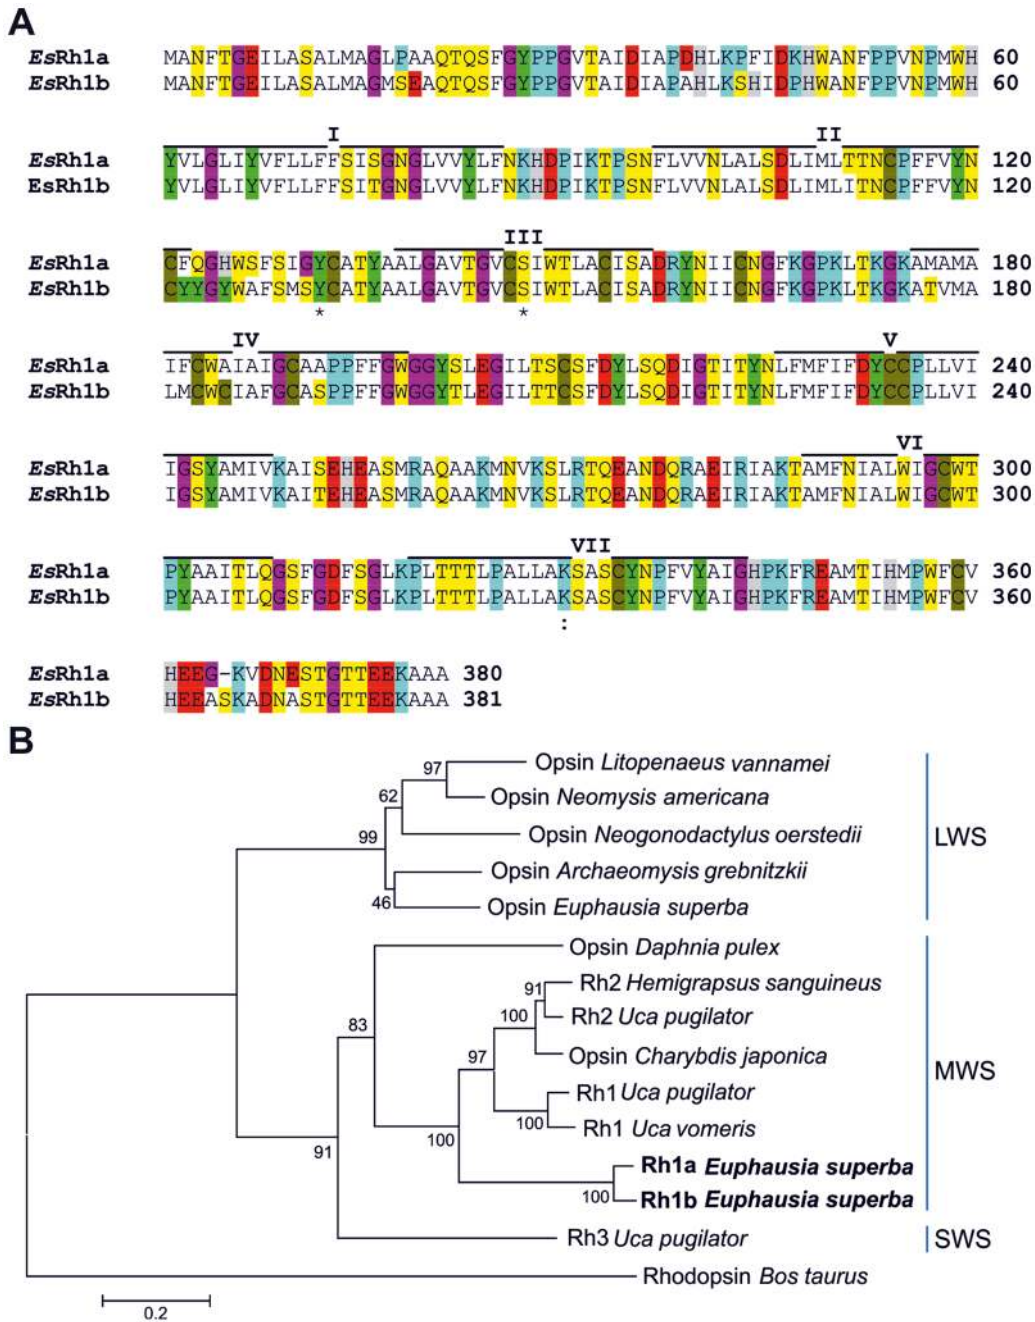 A
EsRh1a MANFTGEILASALMAGLPAAQTQSFGYPPGVTAIDIAPDHLKPFIDKHWANFPPVNPMWH 60
EsRh1b MANFTGEILASALMAGMSEAQTQSFGYPPGVTAIDIAPAHLKSHIDPHWANFPPVNPMWH 60
I II
EsRh1a YVLGLIYVFLLFFSISGNGLVVYLFNKHDPIKTPSNFLVVNLALSDLIMLTTNCPFFVYN 120
EsRh1b YVLGLIYVFLLFFSITGNGLVVYLFNKHDPIKTPSNFLVVNLALSDLIMLITNCPFFVYN 120
III
EsRh1a CFQGHWSFSIGYCATYAALGAVTGVCSIWTLACISADRYNIICNGFKGPKLTKGKAMAMA 180
EsRh1b CYYGYWAFSMSYCATYAALGAVTGVCSIWTLACISADRYNIICNGFKGPKLTKGKATVMA 180
* *
IV V
EsRh1a IFCWAIAIGCAAPPFFGWGGYSLEGILTSCSFDYLSQDIGTITYNLFMFIFDYCCPLLVI 240
EsRh1b LMCWCIAFGCASPPFFGWGGYTLEGILTTCSFDYLSQDIGTITYNLFMFIFDYCCPLLVI 240
VI
EsRh1a IGSYAMIVKAISEHEASMRAQAAKMNVKSLRTQEANDQRAEIRIAKTAMFNIALWIGCWT 300
EsRh1b IGSYAMIVKAITEHEASMRAQAAKMNVKSLRTQEANDQRAEIRIAKTAMFNIALWIGCWT 300
VII
EsRh1a PYAAITLQGSFGDFSGLKPLTTTLPALLAKSASCYNPFVYAIGHPKFREAMTIHMPWFCV 360
EsRh1b PYAAITLQGSFGDFSGLKPLTTTLPALLAKSASCYNPFVYAIGHPKFREAMTIHMPWFCV 360
:
EsRh1a HEEG-KVDNESTGTTEEKAAA 380
EsRh1b HEEASKADNASTGTTEEKAAA 381
B
97 Opsin Litopenaeus vannamei
62 Opsin Neomysis americana
99 Opsin Neogonodactylus oerstedii LWS
Opsin Archaeomysis grebnitzkii
46 Opsin Euphausia superba
Opsin Daphnia pulex
91 Rh2 Hemigrapsus sanguineus
83 100 Rh2 Uca pugilator
97 Opsin Charybdis japonica MWS
Rh1 Uca pugilator
100 100 Rh1 Uca vomeris
91 Rh1a Euphausia superba
100 Rh1b Euphausia superba
Rh3 Uca pugilator SWS
Rhodopsin Bos taurus
0.2